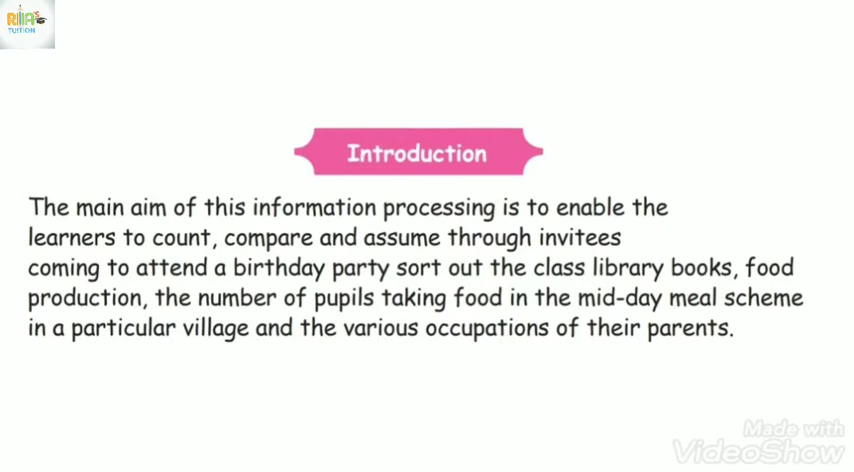 RIIA'S
TUITION
Introduction
The main aim of this information processing is to enable the
learners to count, compare and assume through invitees
coming to attend a birthday party sort out the class library books, food
production, the number of pupils taking food in the mid-day meal scheme
in a particular village and the various occupations of their parents.
Made with
VideoShow